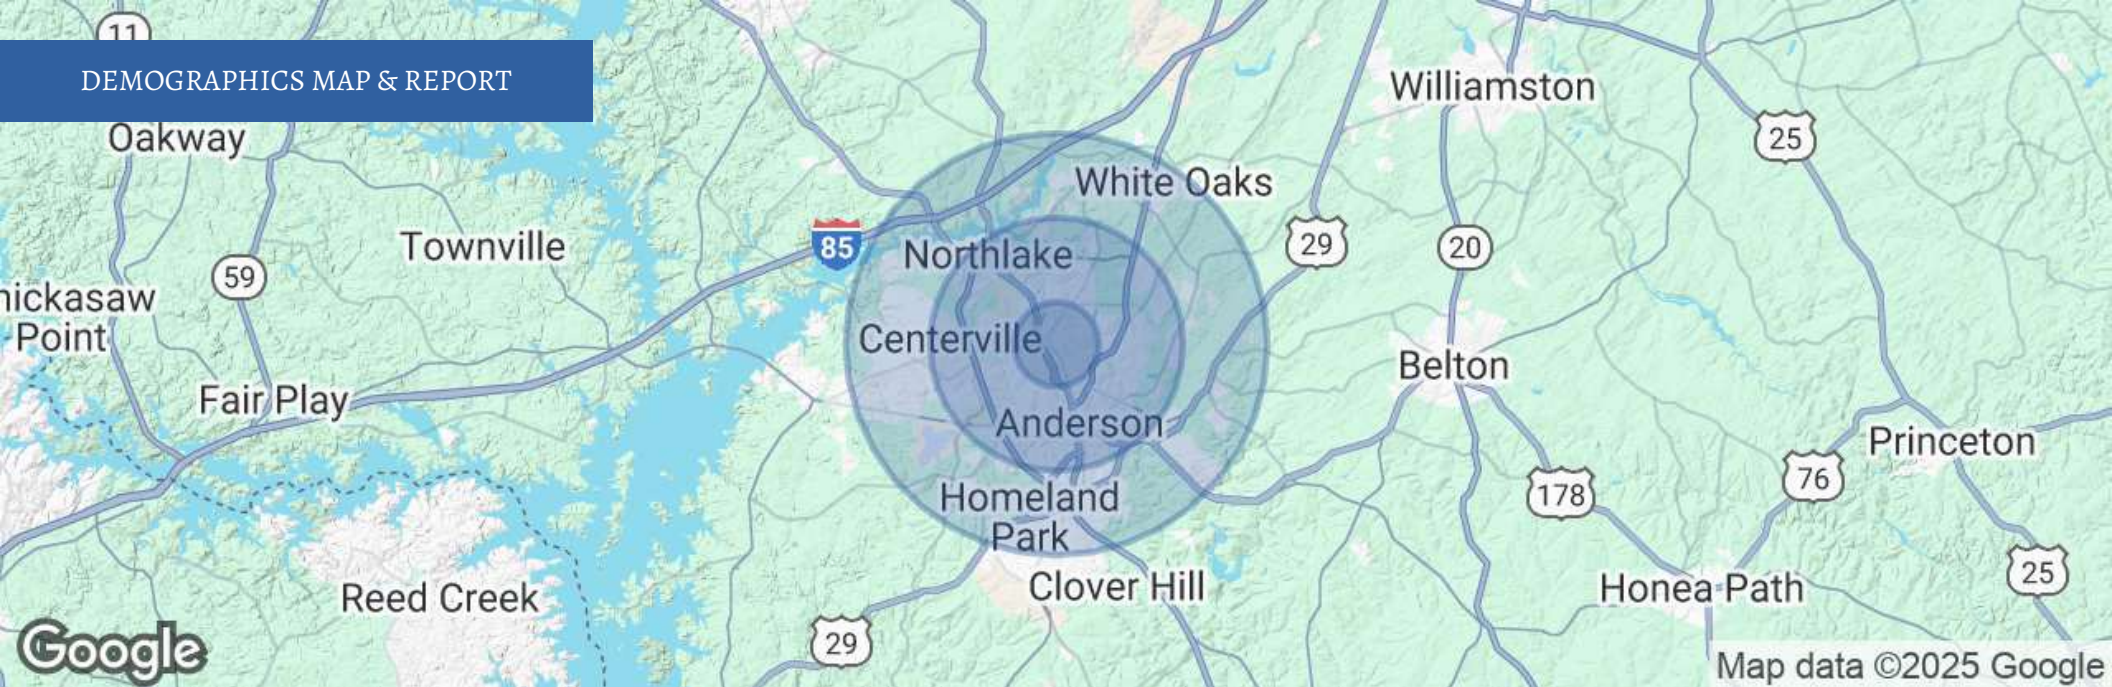 11
DEMOGRAPHICS MAP & REPORT
Oakway
Williamston
25
White Oaks
Townville
85
Northlake
29
20
59
hickasaw
Point
Centerville
Belton
Fair Play
Anderson
Princeton
76
178
Homeland
Park
Reed Creek
Clover Hill
Honea Path
25
29
Google
Map data ©2025 Google